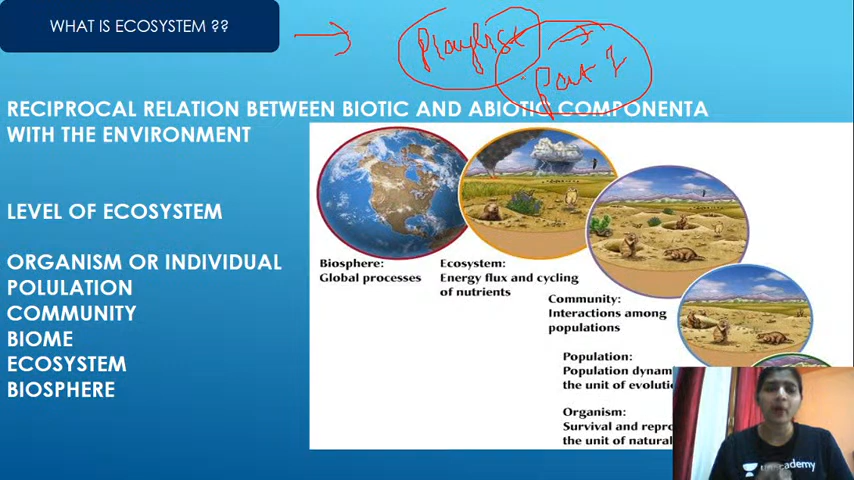 WHAT IS ECOSYSTEM ??
Playlist
Part 1
RECIPROCAL RELATION BETWEEN BIOTIC AND ABIOTIC COMPONENTA
WITH THE ENVIRONMENT
LEVEL OF ECOSYSTEM
ORGANISM OR INDIVIDUAL
POLULATION
COMMUNITY
BIOME
ECOSYSTEM
BIOSPHERE
Biosphere:
Global processes
Ecosystem:
Energy flux and cycling
of nutrients
Community:
Interactions among
populations
Population:
Population dynam
the unit of evoluti
Organism:
Survival and repro
the unit of natural